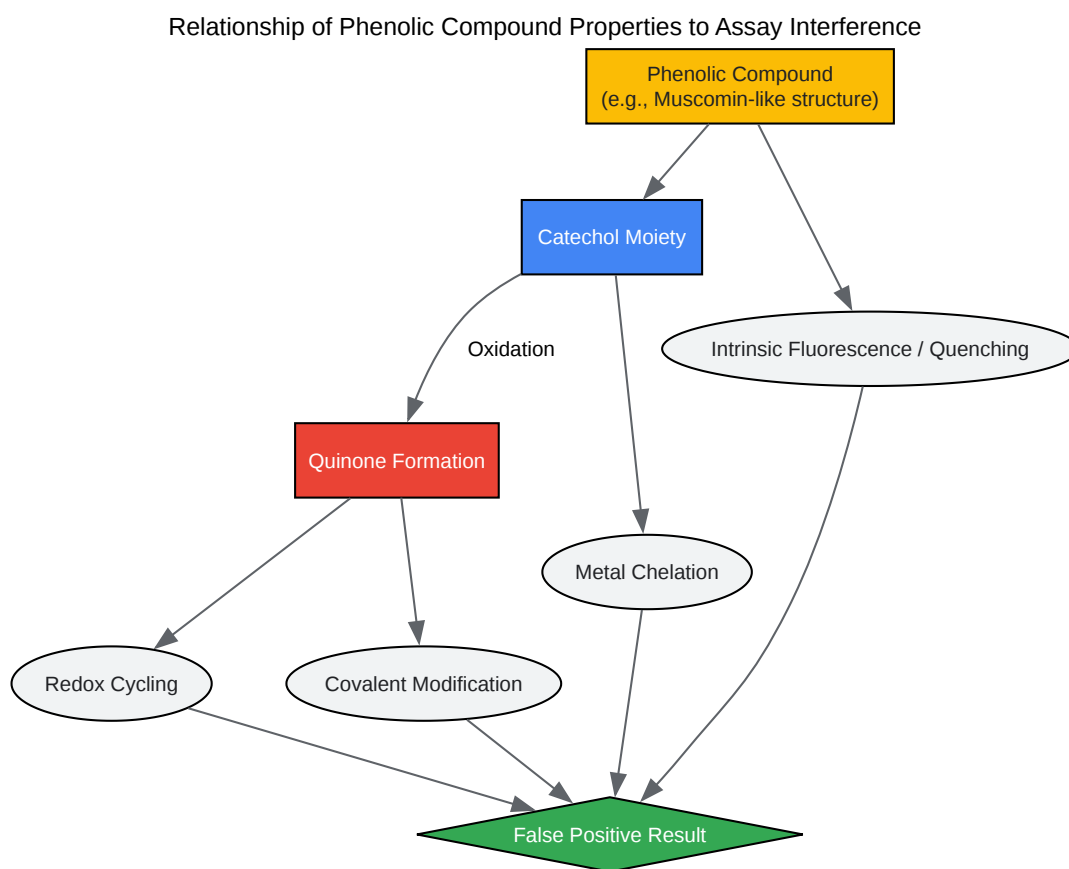 Relationship of Phenolic Compound Properties to Assay Interference
Phenolic Compound
(e.g., Muscomin-like structure)
Catechol Moiety
Oxidation
Intrinsic Fluorescence / Quenching
Quinone Formation
Metal Chelation
Redox Cycling
Covalent Modification
False Positive Result